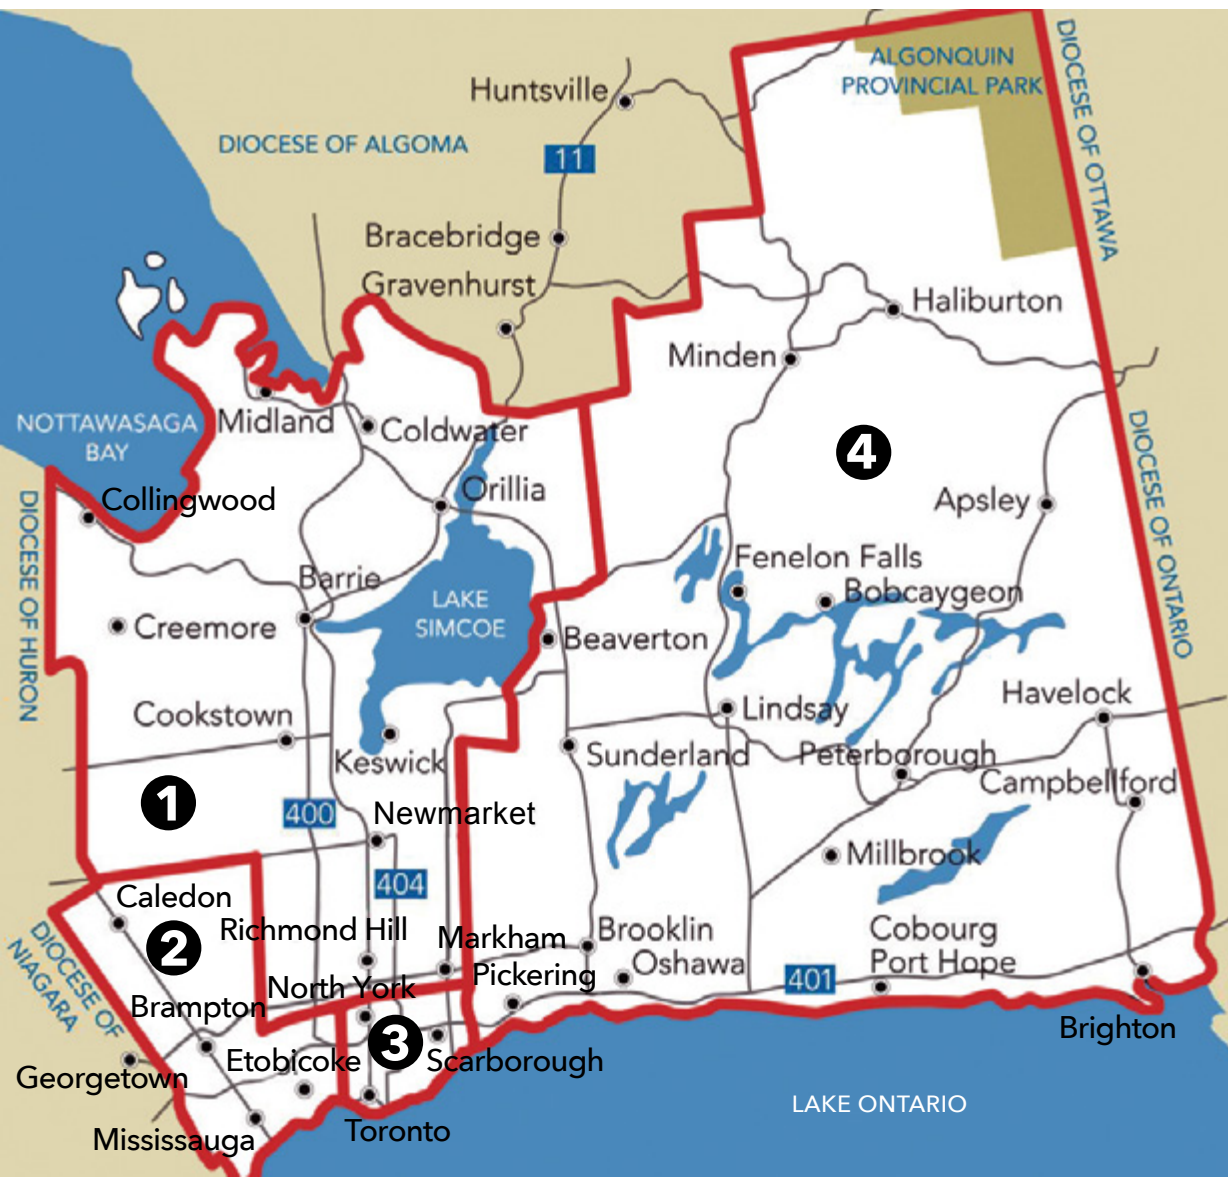 ALGONQUIN
PROVINCIAL PARK
DIOCESE OF OTTAWA
Huntsville
DIOCESE OF ALGOMA
11
Bracebridge
Gravenhurst
Haliburton
Minden
NOTTAWASAGA
BAY
Midland
Coldwater
4
DIOCESE OF ONTARIO
Collingwood
Orillia
Apsley
DIOCESE OF HURON
Fenelon Falls
Barrie
Bobcaygeon
LAKE
SIMCOE
Creemore
Beaverton
Havelock
Cookstown
Lindsay
Keswick
Sunderland
Peterborough
Campbellford
1
400
Newmarket
Millbrook
404
Caledon
2
Richmond Hill
Markham
Brooklin
Cobourg
DIOCESE OF
NIAGARA
Pickering
Oshawa
401
Port Hope
North York
Brampton
Brighton
3
Etobicoke
Scarborough
Georgetown
LAKE ONTARIO
Mississauga
Toronto